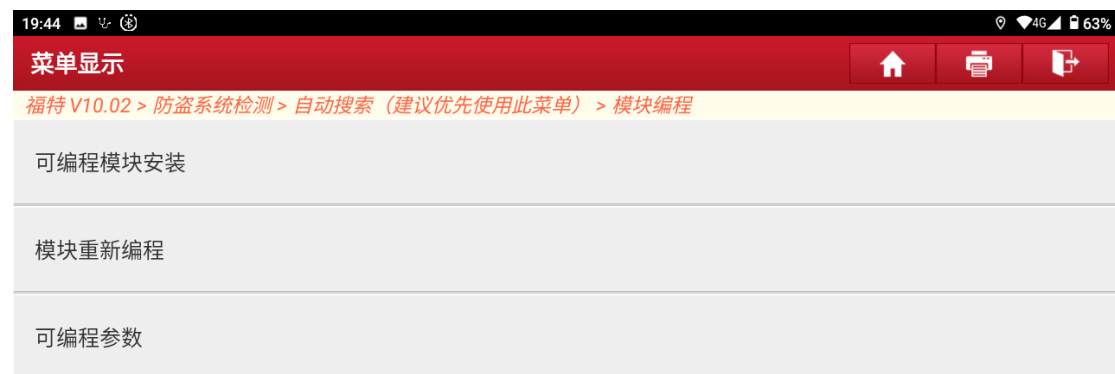 19:44
4G 63%
菜单显示
福特 V10.02 > 防盗系统检测 > 自动搜索（建议优先使用此菜单） > 模块编程
可编程模块安装
模块重新编程
可编程参数